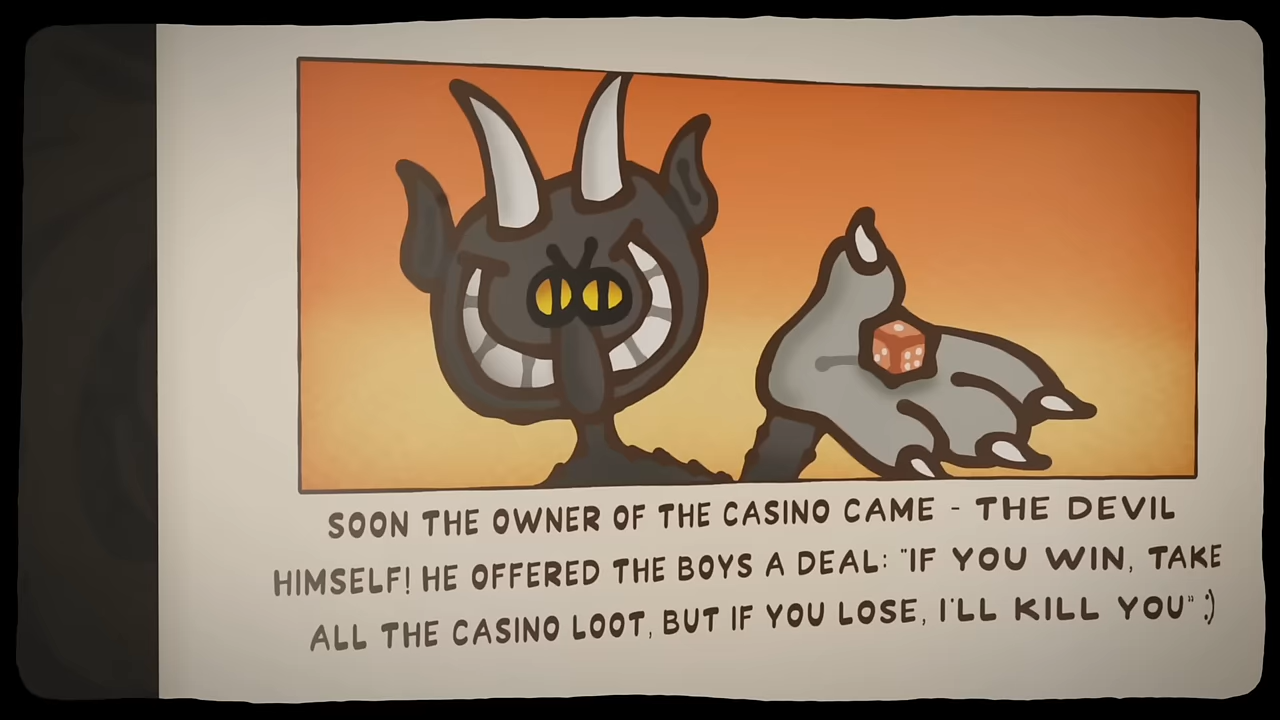 SOON THE OWNER OF THE CASINO CAME - THE DEVIL
HIMSELF! HE OFFERED THE BOYS A DEAL: "IF YOU WIN, TAKE
ALL THE CASINO LOOT, BUT IF YOU LOSE, I'LL KILL YOU" :)